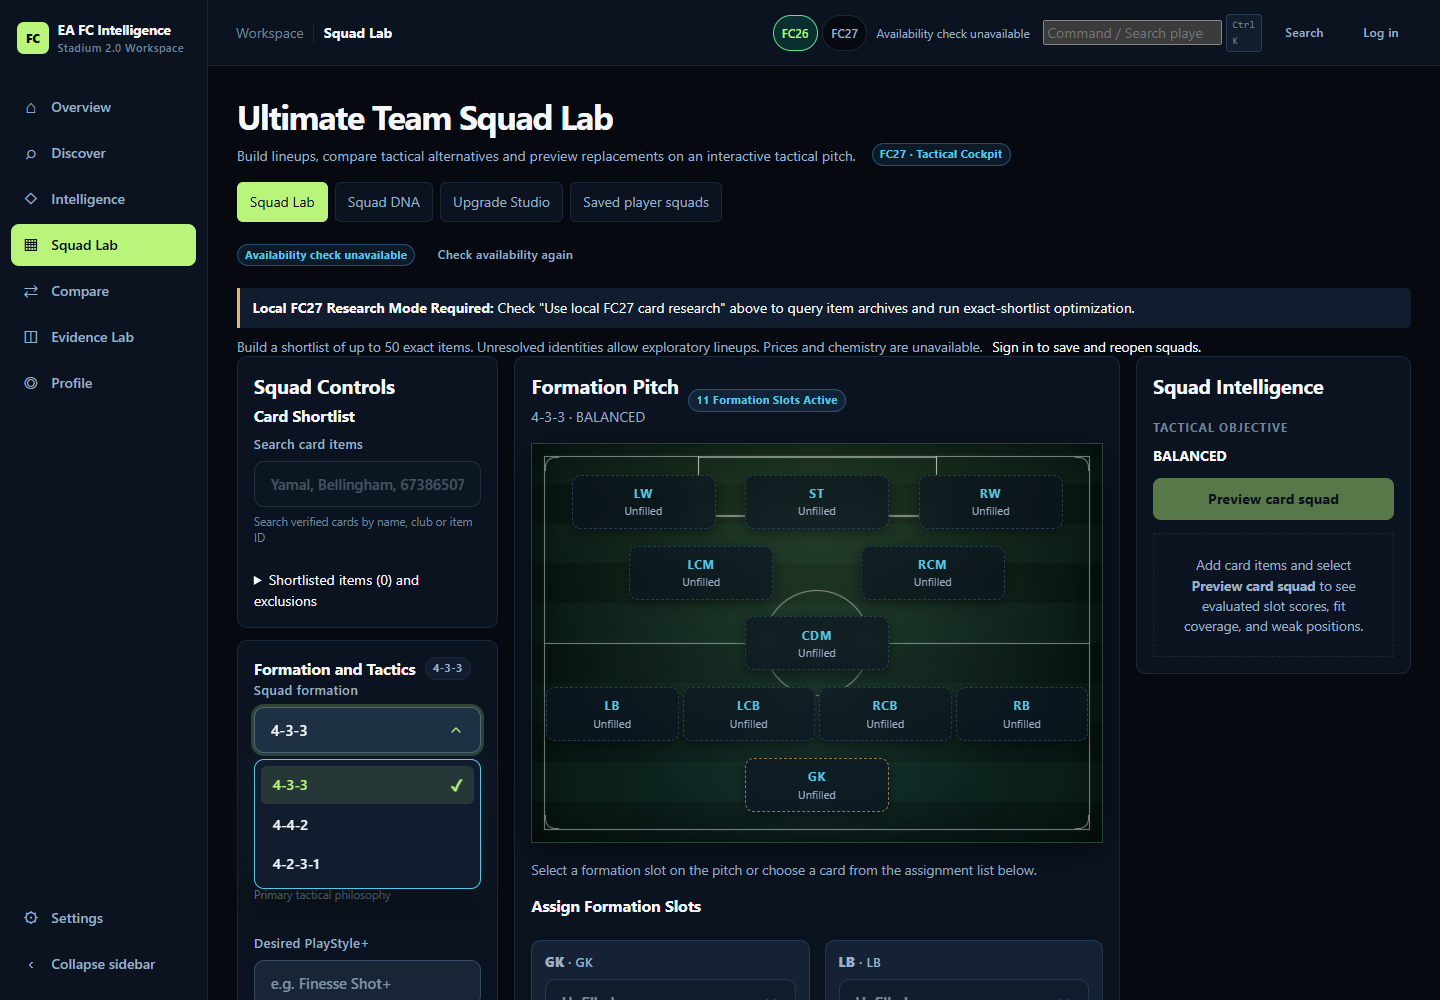 FC
EA FC Intelligence
Stadium 2.0 Workspace
Overview
Discover
Intelligence
Squad Lab
Compare
Evidence Lab
Profile
Settings
Collapse sidebar
Workspace
Squad Lab
FC26
FC27
Availability check unavailable
Command / Search playe
Ctrl
K
Search
Log in
Ultimate Team Squad Lab
Build lineups, compare tactical alternatives and preview replacements on an interactive tactical pitch.
FC27 · Tactical Cockpit
Squad Lab
Squad DNA
Upgrade Studio
Saved player squads
Availability check unavailable
Check availability again
Local FC27 Research Mode Required: Check "Use local FC27 card research" above to query item archives and run exact-shortlist optimization.
Build a shortlist of up to 50 exact items. Unresolved identities allow exploratory lineups. Prices and chemistry are unavailable. Sign in to save and reopen squads.
Squad Controls
Card Shortlist
Search card items
Yamal, Bellingham, 67386507
Search verified cards by name, club or item
ID
Shortlisted items (0) and
exclusions
Formation and Tactics
4-3-3
Squad formation
4-3-3
4-3-3
4-4-2
4-2-3-1
Primary tactical philosophy
Desired PlayStyle+
e.g. Finesse Shot+
Formation Pitch
11 Formation Slots Active
4-3-3 · BALANCED
LW
Unfilled
ST
Unfilled
RW
Unfilled
LCM
Unfilled
RCM
Unfilled
CDM
Unfilled
LB
Unfilled
LCB
Unfilled
RCB
Unfilled
RB
Unfilled
GK
Unfilled
Select a formation slot on the pitch or choose a card from the assignment list below.
Assign Formation Slots
GK · GK
LB · LB
Squad Intelligence
TACTICAL OBJECTIVE
BALANCED
Preview card squad
Add card items and select
Preview card squad to see
evaluated slot scores, fit
coverage, and weak positions.